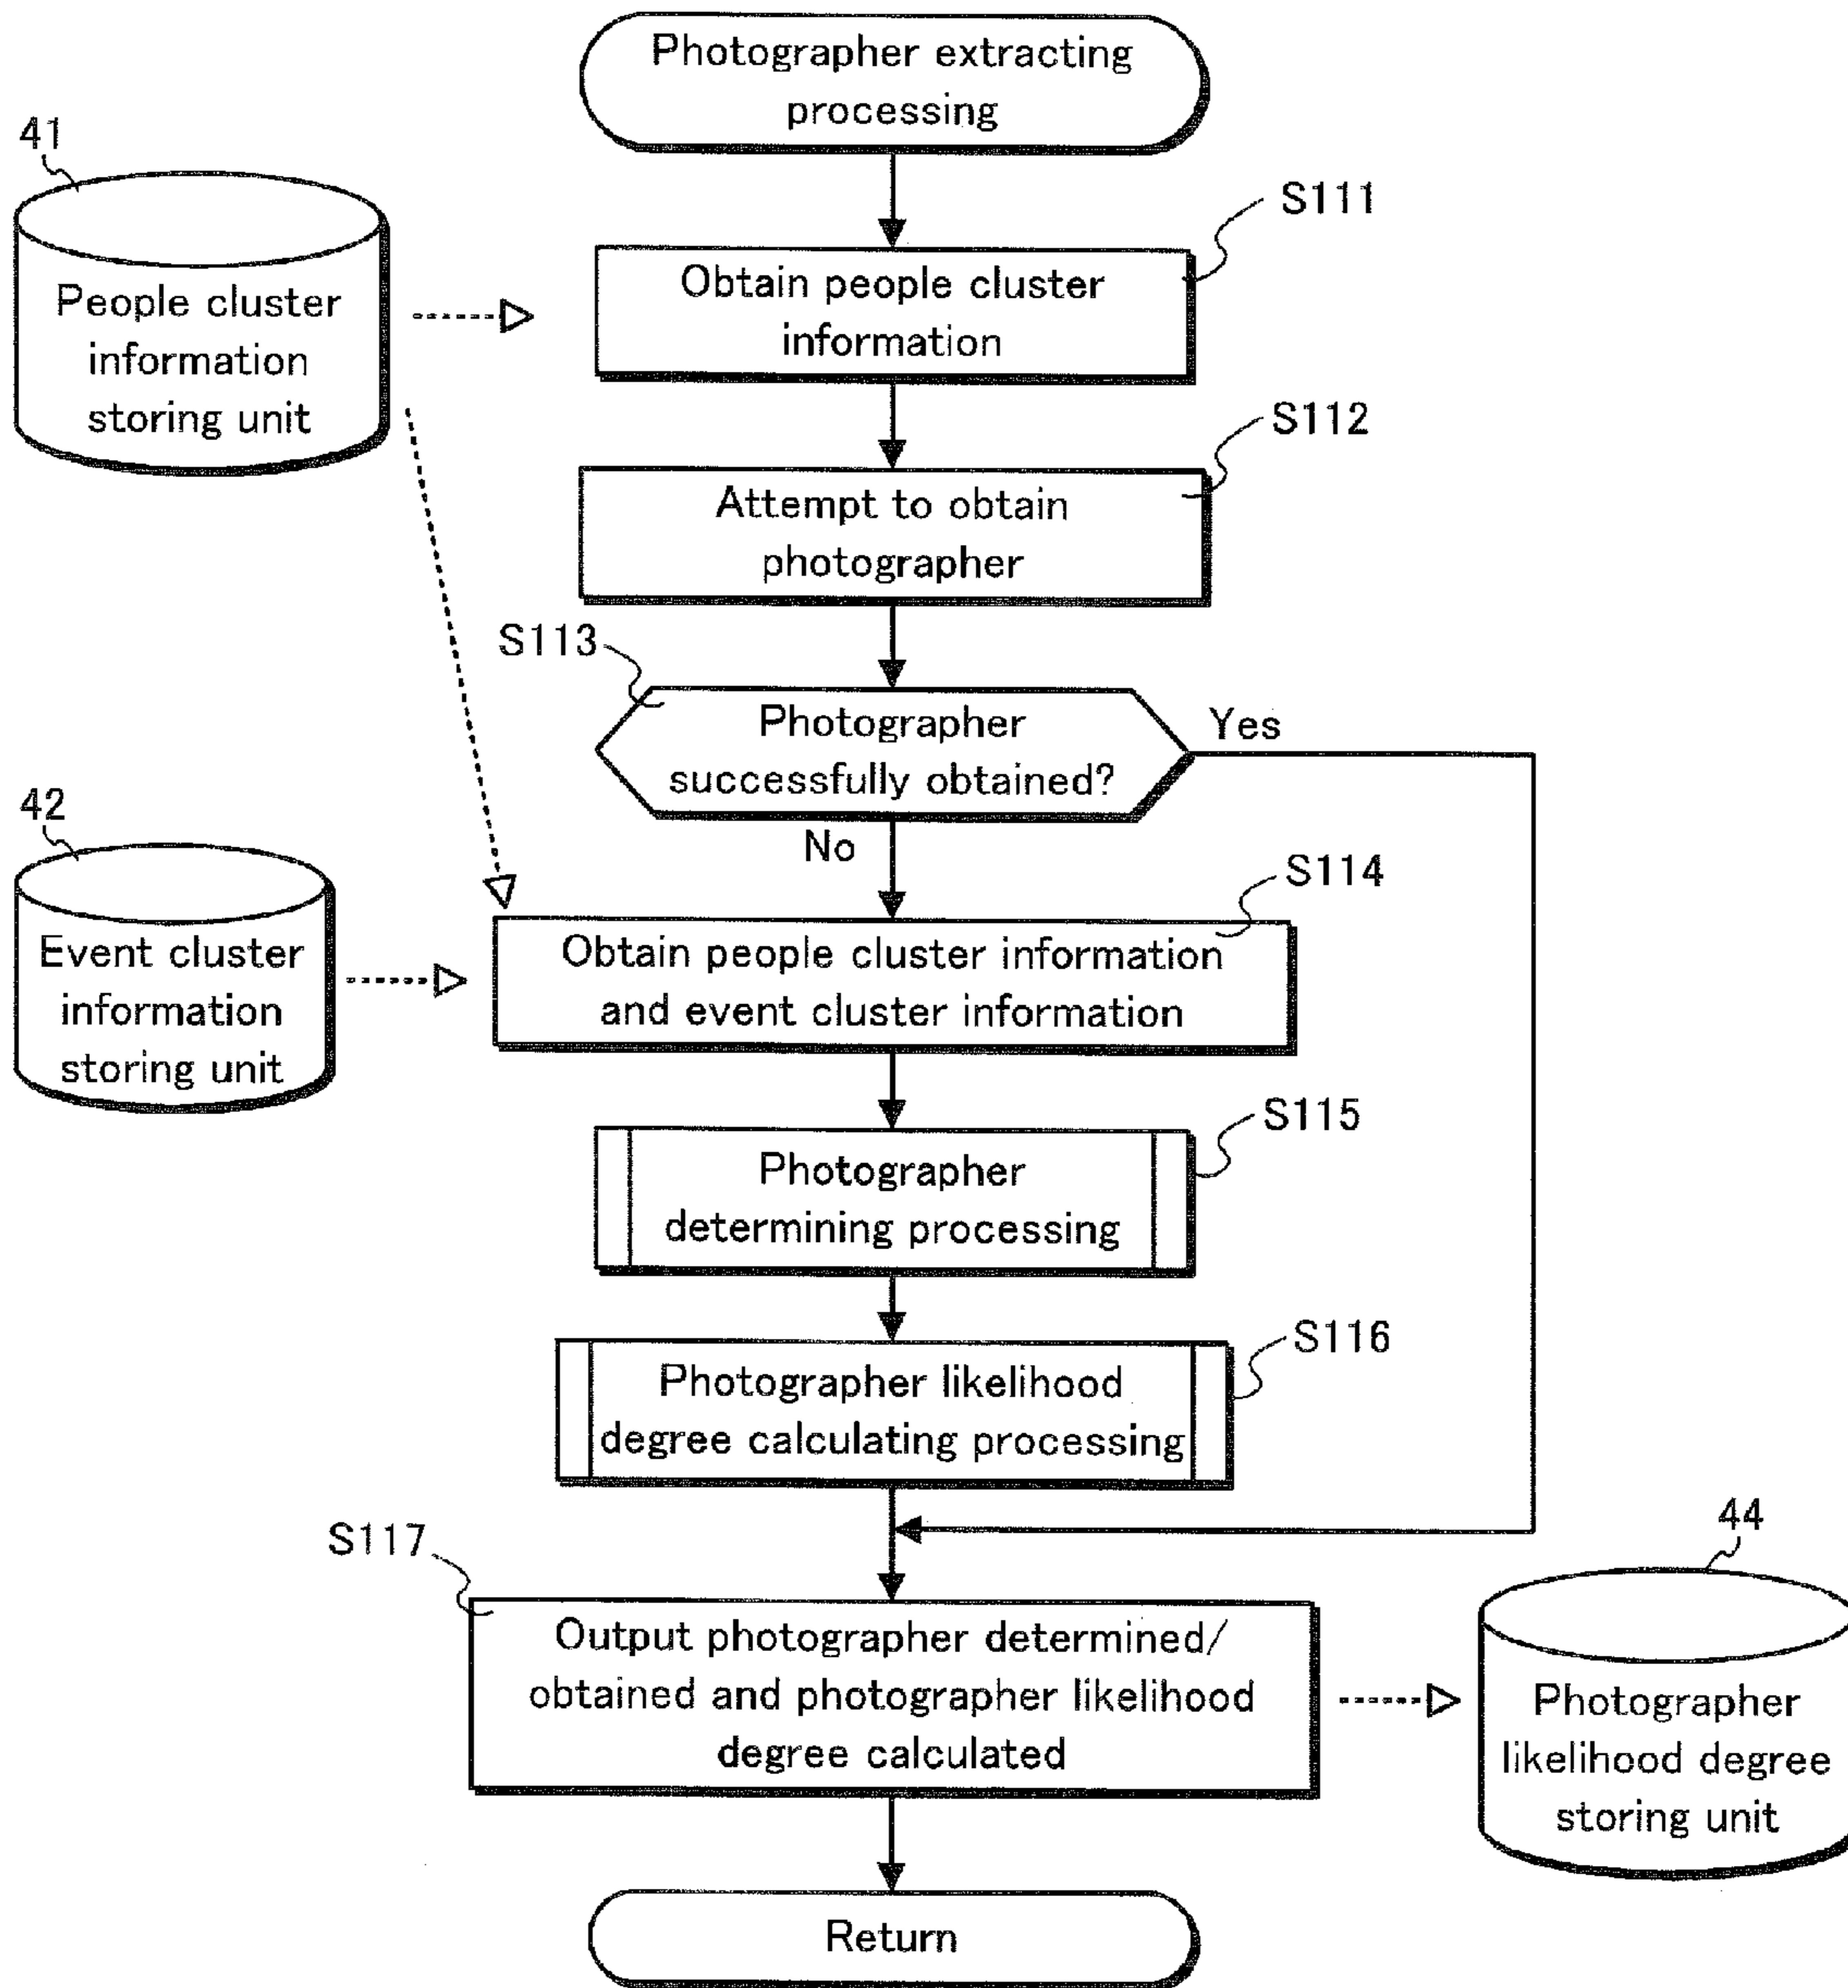 Photographer extracting
processing
41
People cluster
information
storing unit
S111
Obtain people cluster
information
S112
Attempt to obtain
photographer
S113
Photographer
successfully obtained?
Yes
No
42
Event cluster
information
storing unit
S114
Obtain people cluster information
and event cluster information
S115
Photographer
determining processing
S116
Photographer likelihood
degree calculating processing
S117
Output photographer determined/
obtained and photographer likelihood
degree calculated
44
Photographer
likelihood degree
storing unit
Return